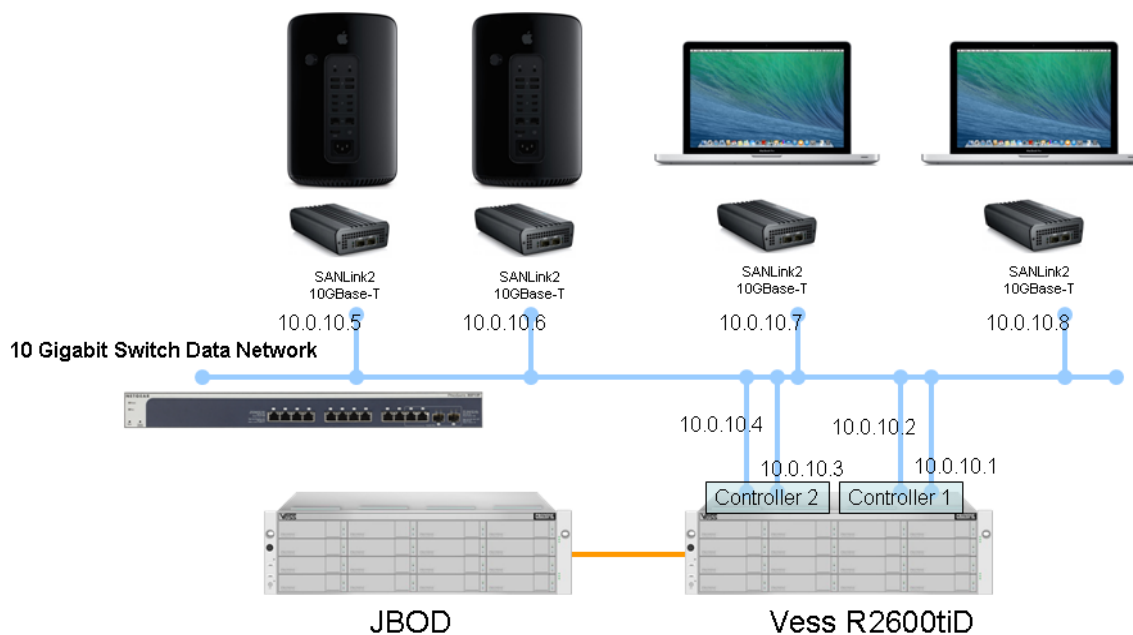 SANLink2
10GBase-T
SANLink2
10GBase-T
SANLink2
10GBase-T
SANLink2
10GBase-T
10.0.10.5
10.0.10.6
10.0.10.7
10.0.10.8
10 Gigabit Switch Data Network
NETGEAR
10.0.10.4
10.0.10.2
10.0.10.3
10.0.10.1
Controller 2
Controller 1
JBOD
Vess R2600tiD